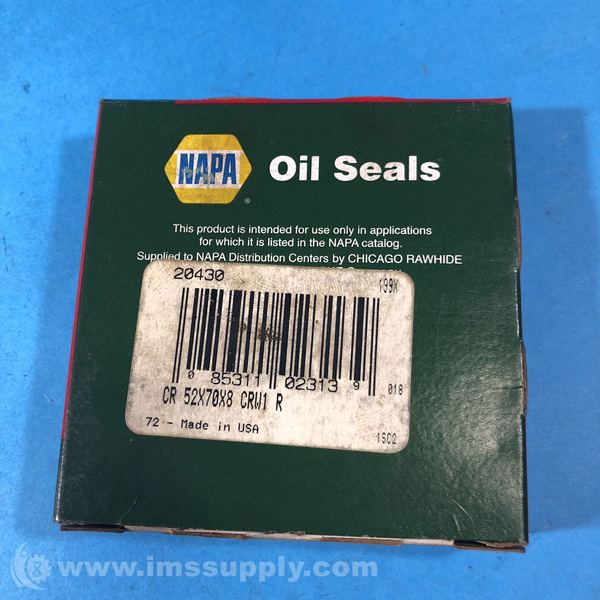 NAPA
®
Oil Seals
This product is intended for use only in applications
for which it is listed in the NAPA catalog.
Supplied to NAPA Distribution Centers by CHICAGO RAWHIDE
20430
199X
0 85311 02313 9
018
CR 52X70X8 CRW1 R
72 - Made in USA
1SC2
www.imssupply.com